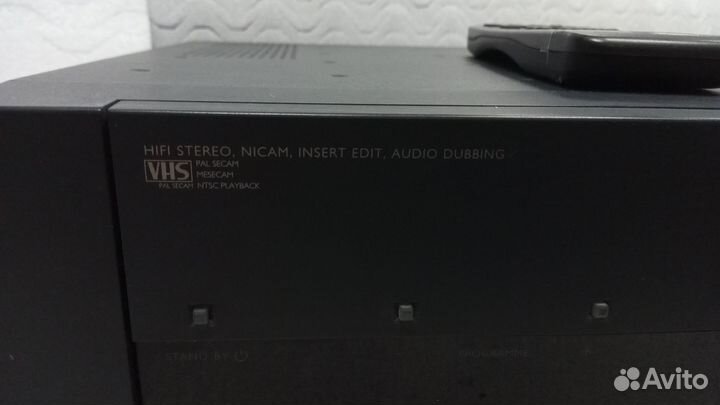 HIFI STEREO, NICAM, INSERT EDIT, AUDIO DUBBING
VHS PAL SECAM
MESECAM
PAL SECAM NTSC PLAYBACK
STAND BY ⏻ - PROGRAMME +
Avito